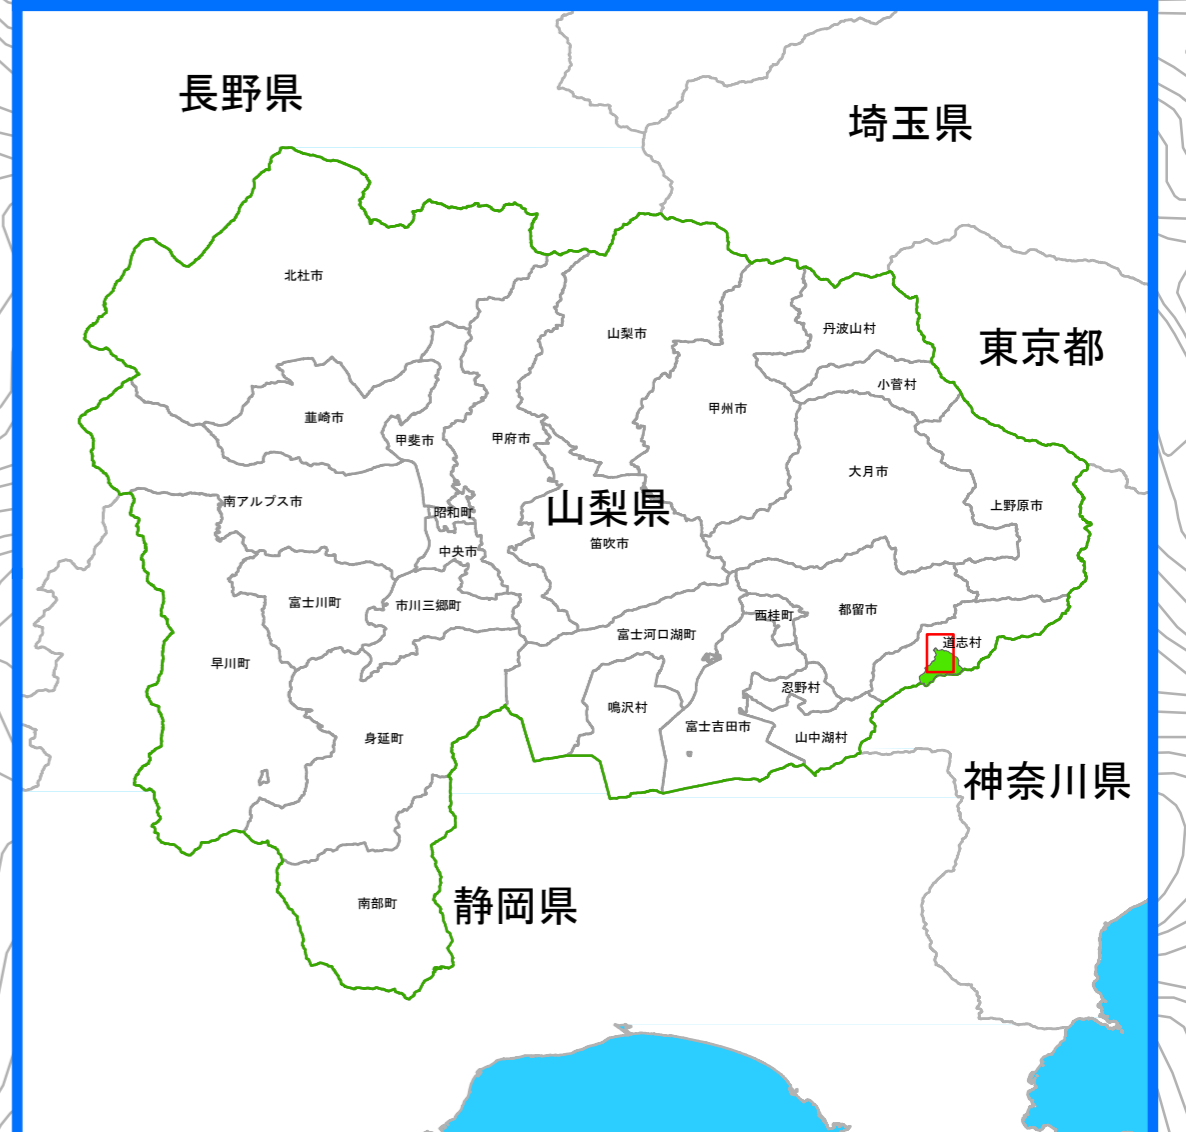 長野県
埼玉県
北杜市
山梨市
丹波山村
東京都
小菅村
甲州市
韮崎市
甲斐市
甲府市
大月市
南アルプス市
昭和町
山梨県
上野原市
笛吹市
中央市
富士川町
市川三郷町
西桂町
都留市
富士河口湖町
道志村
早川町
忍野村
鳴沢村
富士吉田市
身延町
山中湖村
神奈川県
南部町
静岡県